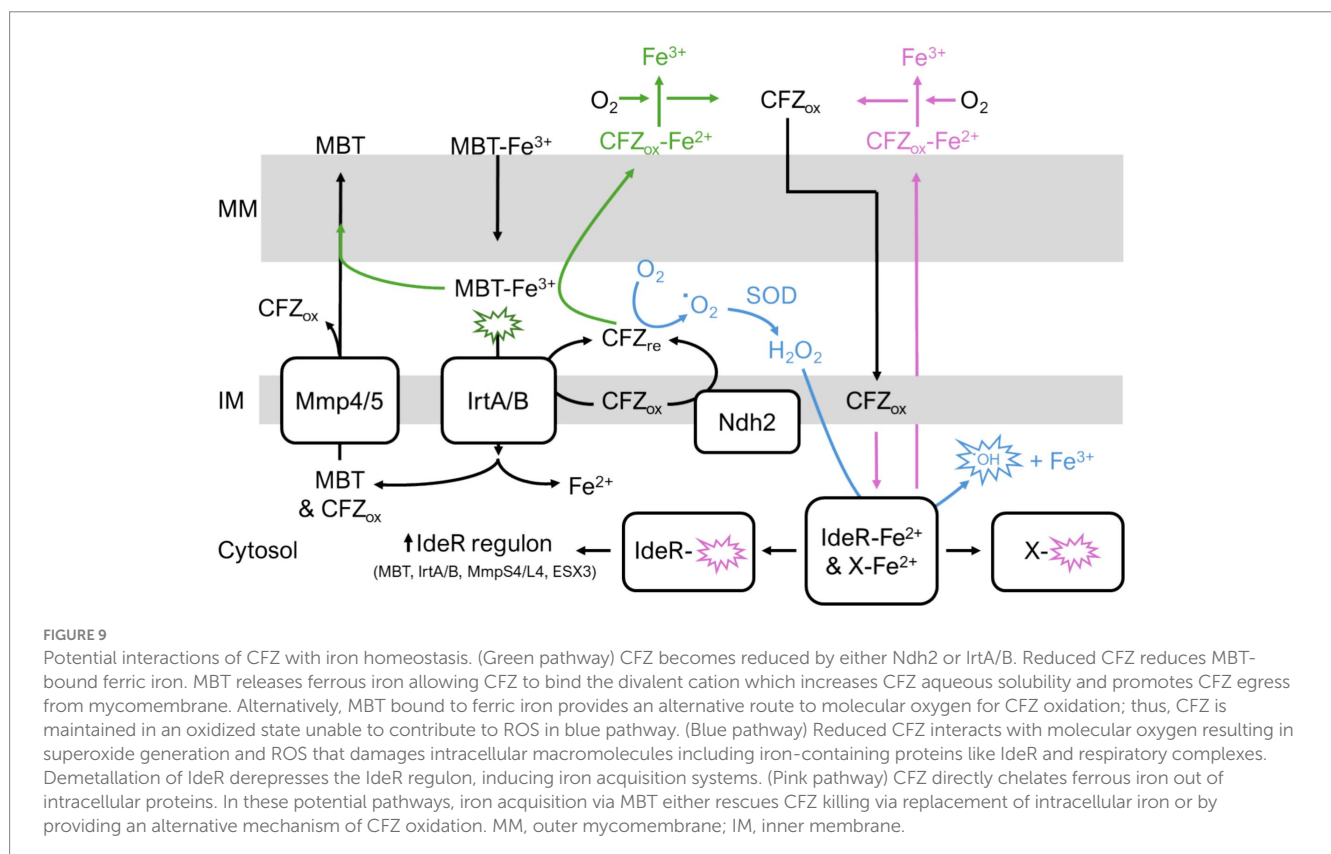 Fe³⁺ Fe³⁺
O₂ CFZₒₓ O₂
MBT MBT-Fe³⁺ CFZₒₓ-Fe²⁺ CFZₒₓ-Fe²⁺
MM
MBT-Fe³⁺ O₂ ˙O₂ SOD
CFZₒₓ CFZᵣₑ H₂O₂
IM Mmp4/5 IrtA/B CFZₒₓ Ndh2 CFZₒₓ
˙OH + Fe³⁺
MBT Fe²⁺
& CFZₒₓ
Cytosol IdeR regulon IdeR- IdeR-Fe²⁺ X-
(MBT, IrtA/B, MmpS4/L4, ESX3) & X-Fe²⁺
FIGURE 9
Potential interactions of CFZ with iron homeostasis. (Green pathway) CFZ becomes reduced by either Ndh2 or IrtA/B. Reduced CFZ reduces MBT-
bound ferric iron. MBT releases ferrous iron allowing CFZ to bind the divalent cation which increases CFZ aqueous solubility and promotes CFZ egress
from mycomembrane. Alternatively, MBT bound to ferric iron provides an alternative route to molecular oxygen for CFZ oxidation; thus, CFZ is
maintained in an oxidized state unable to contribute to ROS in blue pathway. (Blue pathway) Reduced CFZ interacts with molecular oxygen resulting in
superoxide generation and ROS that damages intracellular macromolecules including iron-containing proteins like IdeR and respiratory complexes.
Demetallation of IdeR derepresses the IdeR regulon, inducing iron acquisition systems. (Pink pathway) CFZ directly chelates ferrous iron out of
intracellular proteins. In these potential pathways, iron acquisition via MBT either rescues CFZ killing via replacement of intracellular iron or by
providing an alternative mechanism of CFZ oxidation. MM, outer mycomembrane; IM, inner membrane.